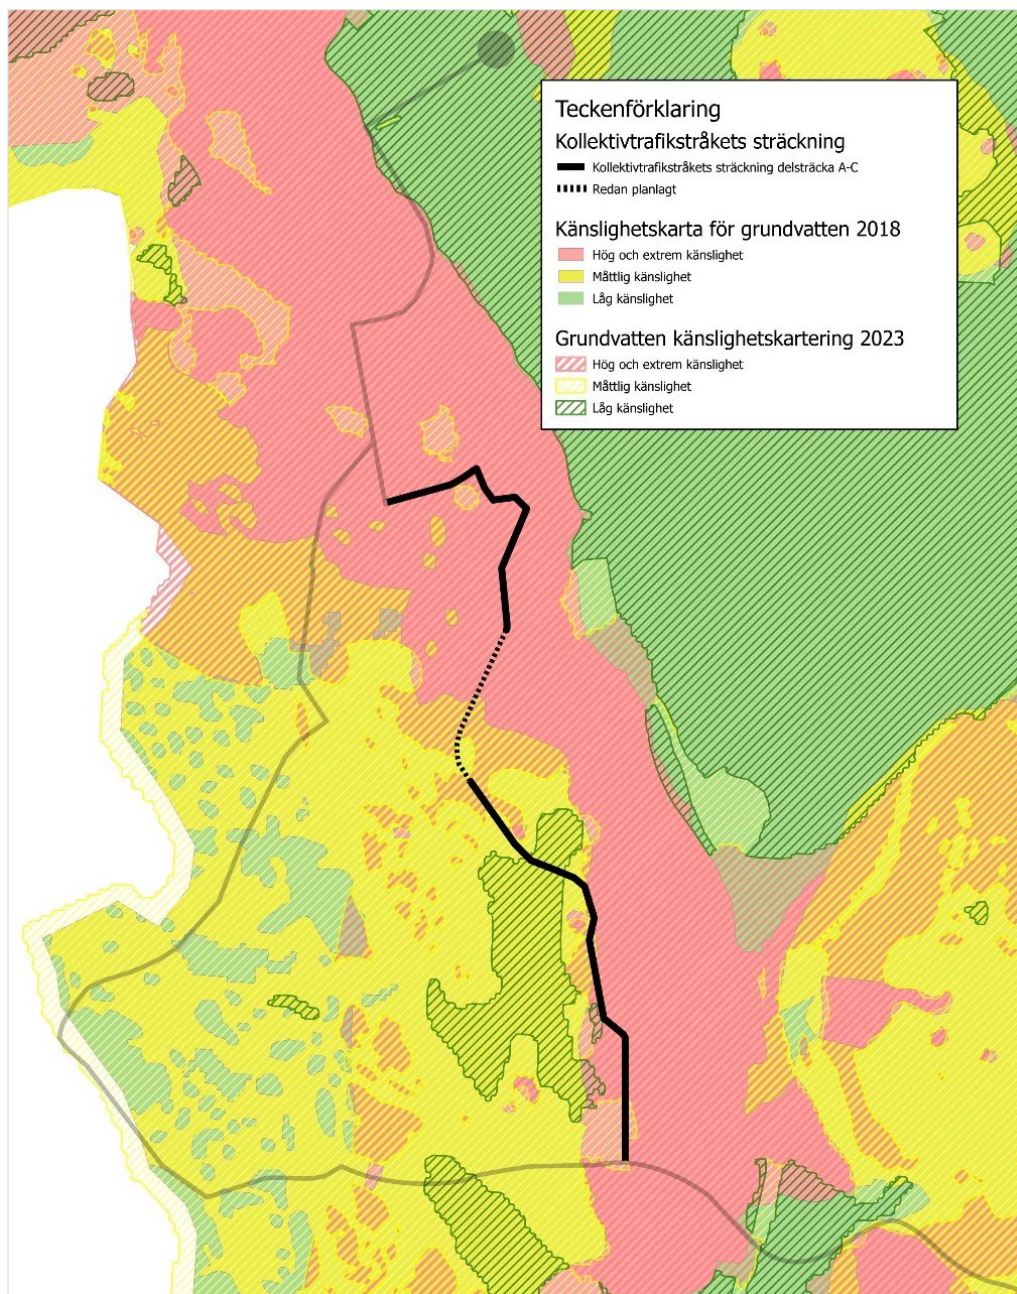 Teckenförklaring
Kollektivtrafikstråkets sträckning
Kollektivtrafikstråkets sträckning delsträcka A-C
Redan planlagt
Känslighetskarta för grundvatten 2018
Hög och extrem känslighet
Måttlig känslighet
Låg känslighet
Grundvatten känslighetskartering 2023
Hög och extrem känslighet
Måttlig känslighet
Låg känslighet